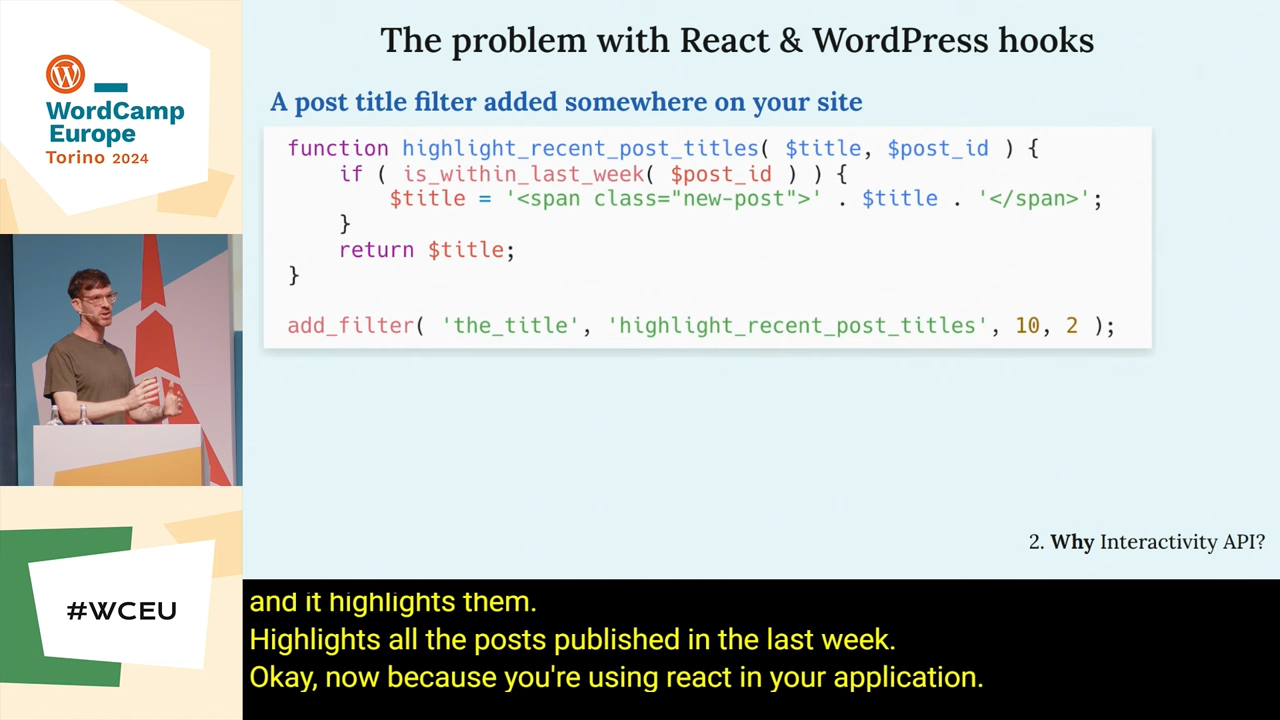 WordCamp
Europe
Torino 2024
#WCEU
The problem with React & WordPress hooks
A post title filter added somewhere on your site
function highlight_recent_post_titles( $title, $post_id ) {
    if ( is_within_last_week( $post_id ) ) {
        $title = '<span class="new-post">' . $title . '</span>';
    }
    return $title;
}
add_filter( 'the_title', 'highlight_recent_post_titles', 10, 2 );
2. Why Interactivity API?
and it highlights them.
Highlights all the posts published in the last week.
Okay, now because you're using react in your application.